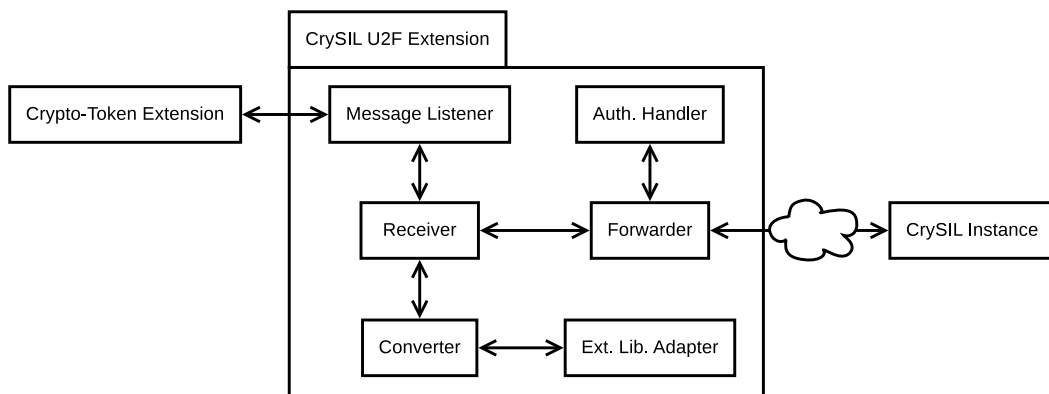 CrySIL U2F Extension
Crypto-Token Extension
Message Listener
Auth. Handler
Receiver
Forwarder
CrySIL Instance
Converter
Ext. Lib. Adapter